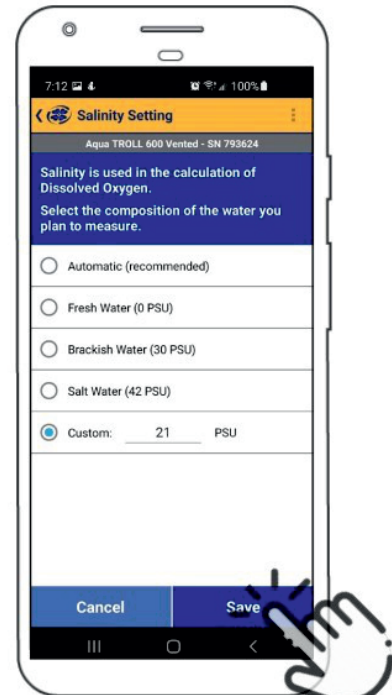 7:12 100%
Salinity Setting
Aqua TROLL 600 Vented - SN 793624
Salinity is used in the calculation of
Dissolved Oxygen.
Select the composition of the water you
plan to measure.
Automatic (recommended)
Fresh Water (0 PSU)
Brackish Water (30 PSU)
Salt Water (42 PSU)
Custom: 21 PSU
Cancel Save